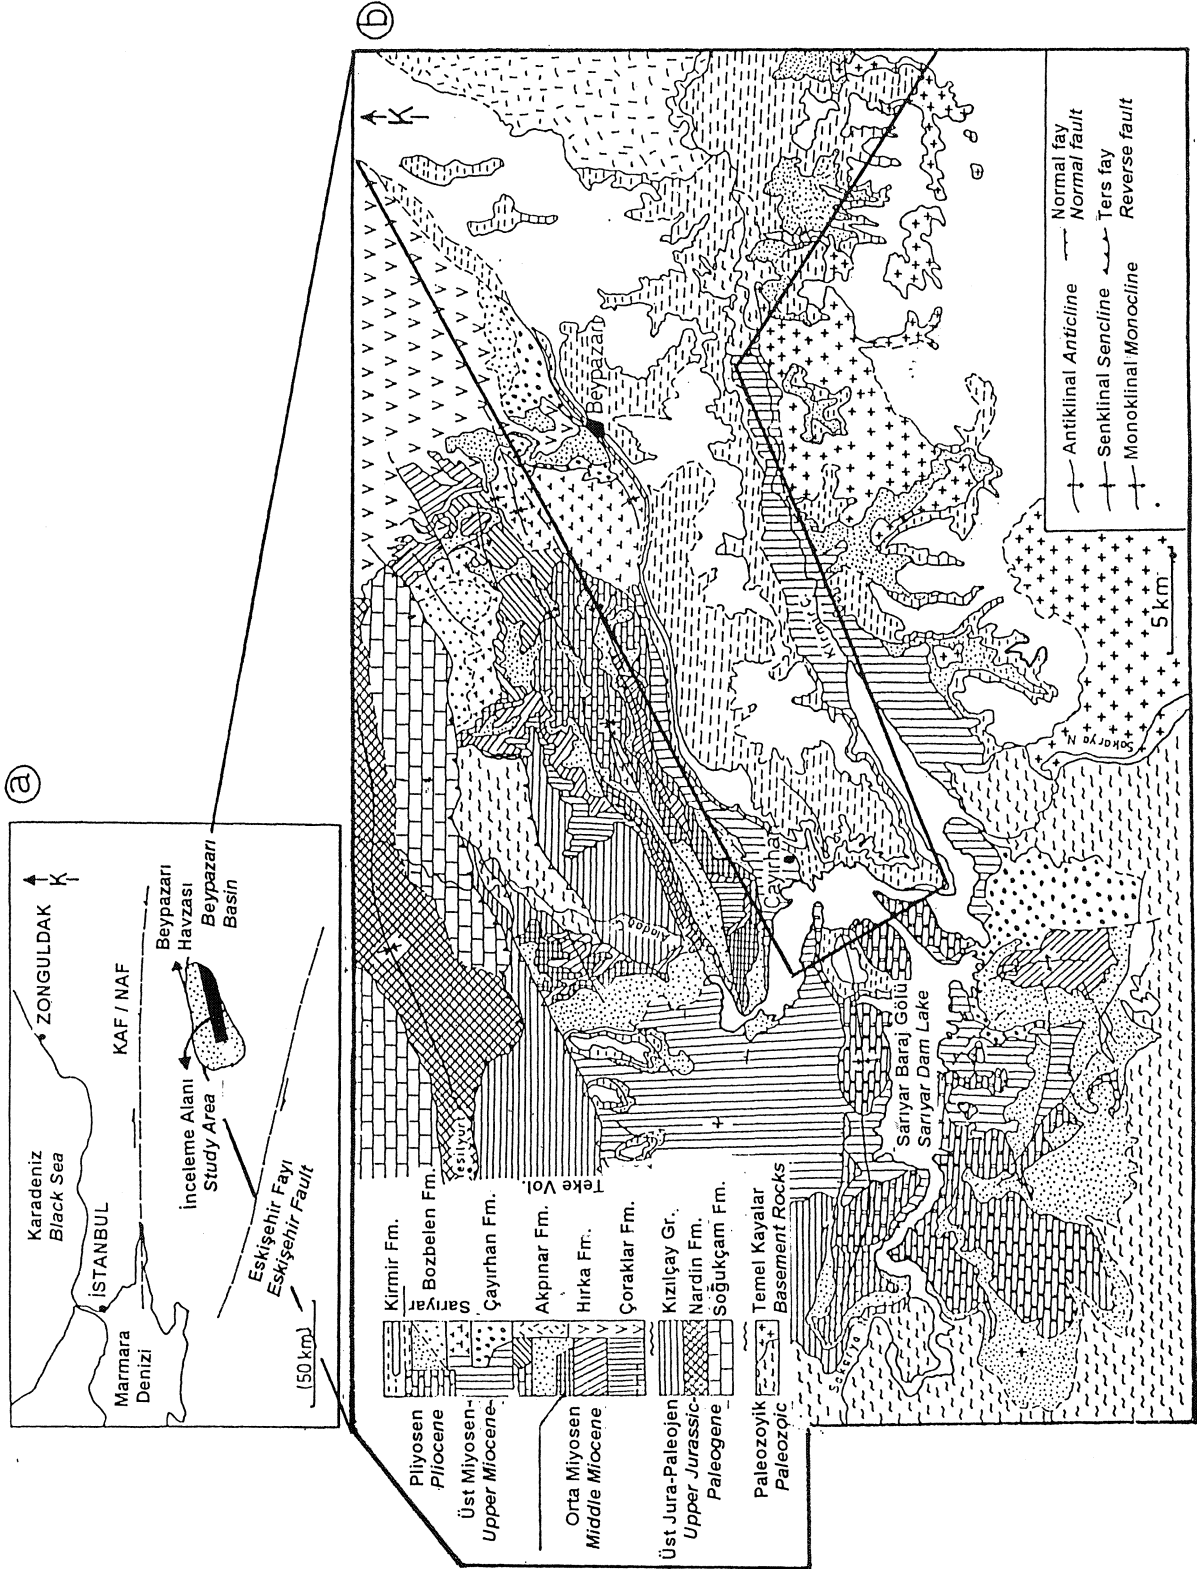 a
ZONGULDAK
K
Karadeniz
Black Sea
İSTANBUL
KAF / NAF
Beypazarı
Havzası
Beypazarı
Basin
İnceleme Alanı
Study Area
Marmara
Denizi
Eskişehir Fayı
Eskişehir Fault
50 km
b
K
Beypazarı
Çayırhan
Kirmir Ç.
Sakarya N.
Sarıyar Baraj Gölü
Sarıyar Dam Lake
Yeşilyurt
Sakarya
5 km
Pliyosen
Pliocene
Üst Miyosen-
Upper Miocene
Orta Miyosen
Middle Miocene
Üst Jura-Paleojen
Upper Jurassic-
Paleogene
Paleozoyik
Paleozoic
Kirmir Fm.
Bozbelen Fm.
Sarıyar
Çayırhan Fm.
Akpınar Fm.
Hırka Fm.
Çoraklar Fm.
Teke Vol.
Kızılçay Gr.
Nardin Fm.
Soğukçam Fm.
Temel Kayalar
Basement Rocks
Antiklinal Anticline
Senklinal Sencline
Monoklinal Monocline
Normal fay
Normal fault
Ters fay
Reverse fault